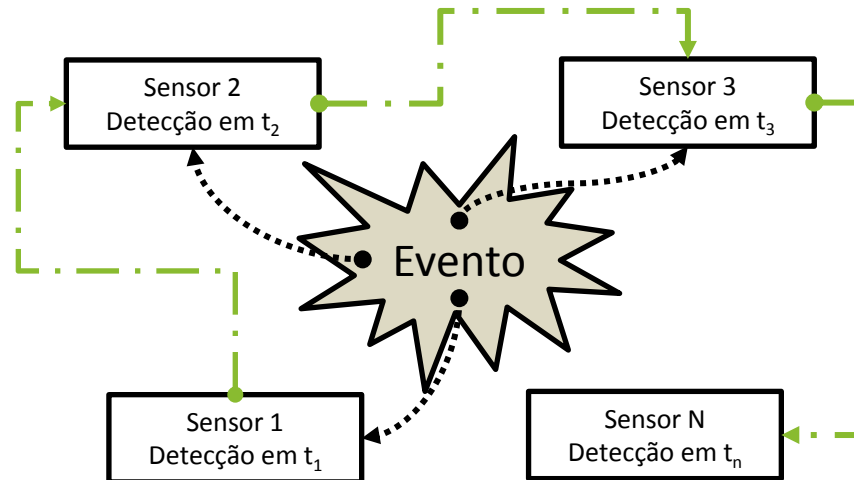 Sensor 2
Detecção em t₂
Sensor 3
Detecção em t₃
Evento
Sensor 1
Detecção em t₁
Sensor N
Detecção em tₙ